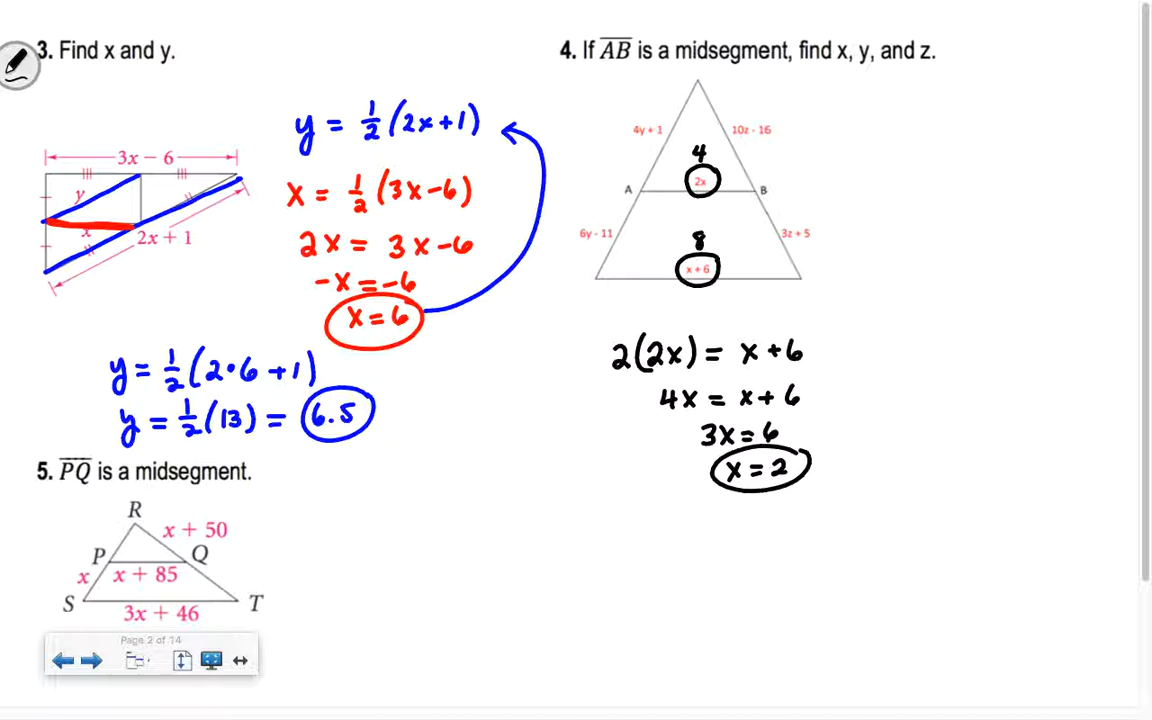 3. Find x and y.
3x − 6
y
x
2x + 1
y = 1/2 (2x+1)
x = 1/2 (3x−6)
2x = 3x−6
-x = -6
x = 6
y = 1/2 (2•6 +1)
y = 1/2 (13) = 6.5
4. If AB is a midsegment, find x, y, and z.
4y + 1
10z - 16
4
2x
A
B
6y - 11
8
3z + 5
x + 6
2(2x) = x+6
4x = x+6
3x = 6
x = 2
5. PQ is a midsegment.
R
x + 50
P
Q
x
x + 85
S
T
3x + 46
Page 2 of 14